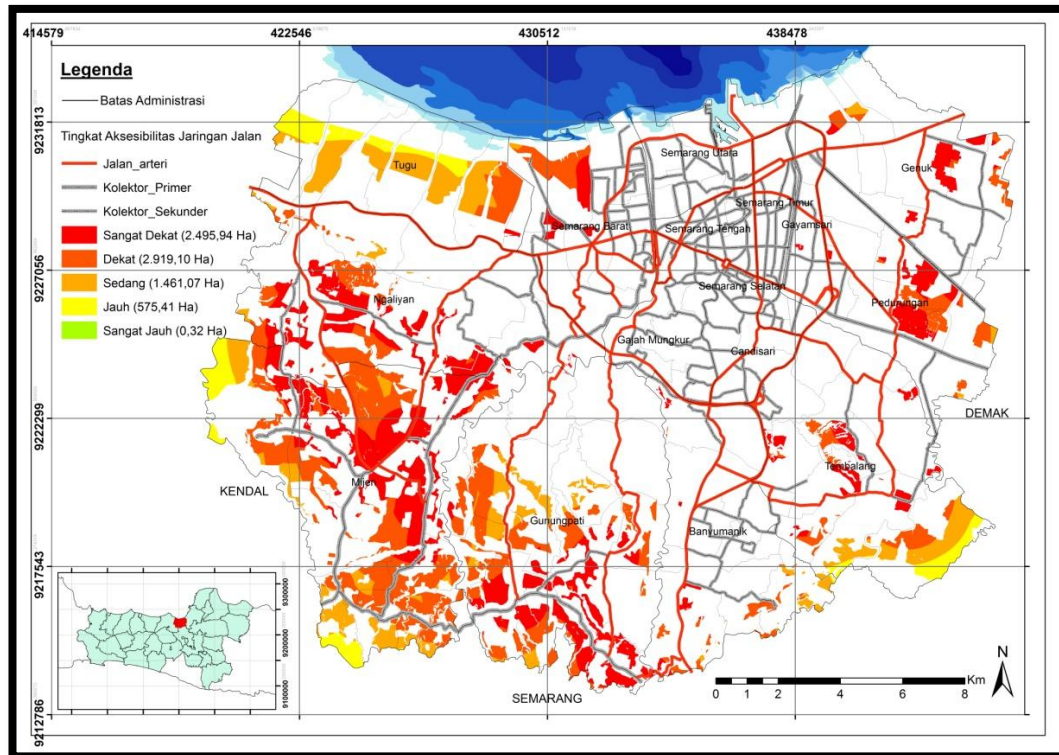 414579
422546
430512
438478
Legenda
Batas Administrasi
Tingkat Aksesibilitas Jaringan Jalan
Jalan_arteri
Kolektor_Primer
Kolektor_Sekunder
Sangat Dekat (2.495,94 Ha)
Dekat (2.919,10 Ha)
Sedang (1.461,07 Ha)
Jauh (575,41 Ha)
Sangat Jauh (0,32 Ha)
9231813
9227056
9222299
9217543
9212786
Tugu
Semarang Utara
Genuk
Semarang Timur
Semarang Barat
Semarang Tengah
Gayamsari
Ngaliyan
Semarang Selatan
Pedurungan
Gajah Mungkur
Candisari
DEMAK
Tembalang
KENDAL
Mijen
Gunungpati
Banyumanik
SEMARANG
9300000
9200000
9100000
N
Km
0 1 2 4 6 8